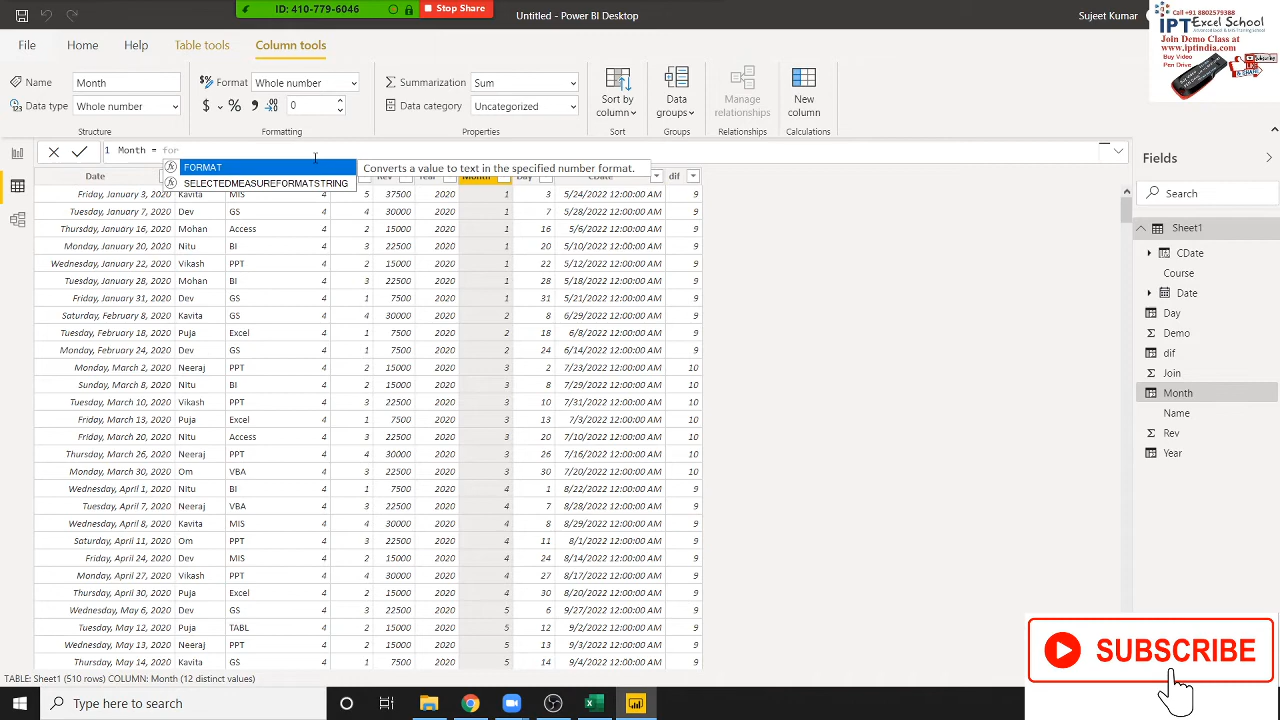 ID: 410-779-6046
Stop Share
Untitled - Power BI Desktop
Sujeet Kumar
Call +91 8802579388
IPT Excel School
Advanced Excel & MIS Training School
Join Demo Class at
www.iptindia.com
Buy Video
Pen Drive
File Home Help Table tools Column tools
Name Month
Format Whole number
Summarization Sum
Data type Whole number
$ % 9 .00 0
Data category Uncategorized
Sort by column
Data groups
Manage relationships
New column
Structure Formatting Properties Sort Groups Relationships Calculations
1 Month = for
FORMAT Converts a value to text in the specified number format.
SELECTEDMEASUREFORMATSTRING
Date Rev Year Month Day CDate dif
Friday, January 3, 2020 Kavita MIS 4 5 37500 2020 1 3 5/24/2022 12:00:00 AM 9
Tuesday, January 7, 2020 Dev GS 4 4 30000 2020 1 7 5/28/2022 12:00:00 AM 9
Thursday, January 16, 2020 Mohan Access 4 2 15000 2020 1 16 5/6/2022 12:00:00 AM 9
Monday, January 20, 2020 Nitu BI 4 3 22500 2020 1 20 5/10/2022 12:00:00 AM 9
Wednesday, January 22, 2020 Vikash PPT 4 2 15000 2020 1 22 5/12/2022 12:00:00 AM 9
Tuesday, January 28, 2020 Mohan BI 4 3 22500 2020 1 28 5/18/2022 12:00:00 AM 9
Friday, January 31, 2020 Dev GS 4 1 7500 2020 1 31 5/21/2022 12:00:00 AM 9
Saturday, February 8, 2020 Kavita GS 4 4 30000 2020 2 8 6/29/2022 12:00:00 AM 9
Tuesday, February 18, 2020 Puja Excel 4 1 7500 2020 2 18 6/8/2022 12:00:00 AM 9
Monday, February 24, 2020 Dev GS 4 1 7500 2020 2 24 6/14/2022 12:00:00 AM 9
Monday, March 2, 2020 Neeraj PPT 4 2 15000 2020 3 2 7/23/2022 12:00:00 AM 10
Sunday, March 8, 2020 Nitu BI 4 2 15000 2020 3 8 7/29/2022 12:00:00 AM 10
Tuesday, March 10, 2020 Vikash PPT 4 3 22500 2020 3 10 7/31/2022 12:00:00 AM 10
Friday, March 13, 2020 Puja Excel 4 1 7500 2020 3 13 7/3/2022 12:00:00 AM 10
Friday, March 20, 2020 Nitu Access 4 3 22500 2020 3 20 7/10/2022 12:00:00 AM 10
Thursday, March 26, 2020 Neeraj PPT 4 4 30000 2020 3 26 7/16/2022 12:00:00 AM 10
Monday, March 30, 2020 Om VBA 4 3 22500 2020 3 30 7/20/2022 12:00:00 AM 10
Wednesday, April 1, 2020 Nitu BI 4 1 7500 2020 4 1 8/22/2022 12:00:00 AM 9
Tuesday, April 7, 2020 Neeraj VBA 4 3 22500 2020 4 7 8/28/2022 12:00:00 AM 9
Wednesday, April 8, 2020 Kavita MIS 4 4 30000 2020 4 8 8/29/2022 12:00:00 AM 9
Saturday, April 11, 2020 Om PPT 4 3 22500 2020 4 11 8/1/2022 12:00:00 AM 9
Friday, April 24, 2020 Dev MIS 4 2 15000 2020 4 24 8/14/2022 12:00:00 AM 9
Monday, April 27, 2020 Vikash PPT 4 4 30000 2020 4 27 8/17/2022 12:00:00 AM 9
Thursday, April 30, 2020 Puja Excel 4 2 15000 2020 4 30 8/20/2022 12:00:00 AM 9
Wednesday, May 6, 2020 Dev GS 4 3 22500 2020 5 6 9/27/2022 12:00:00 AM 9
Tuesday, May 12, 2020 Puja TABL 4 2 15000 2020 5 12 9/2/2022 12:00:00 AM 9
Wednesday, May 13, 2020 Neeraj PPT 4 2 15000 2020 5 13 9/3/2022 12:00:00 AM 9
Thursday, May 14, 2020 Kavita GS 4 1 7500 2020 5 14 9/4/2022 12:00:00 AM 9
TABLE: Sheet1 (510 rows) COLUMN: Month (12 distinct values)
Fields
Search
Sheet1
CDate
Course
Date
Day
Demo
dif
Join
Month
Name
Rev
Year
SUBSCRIBE
Type here to search